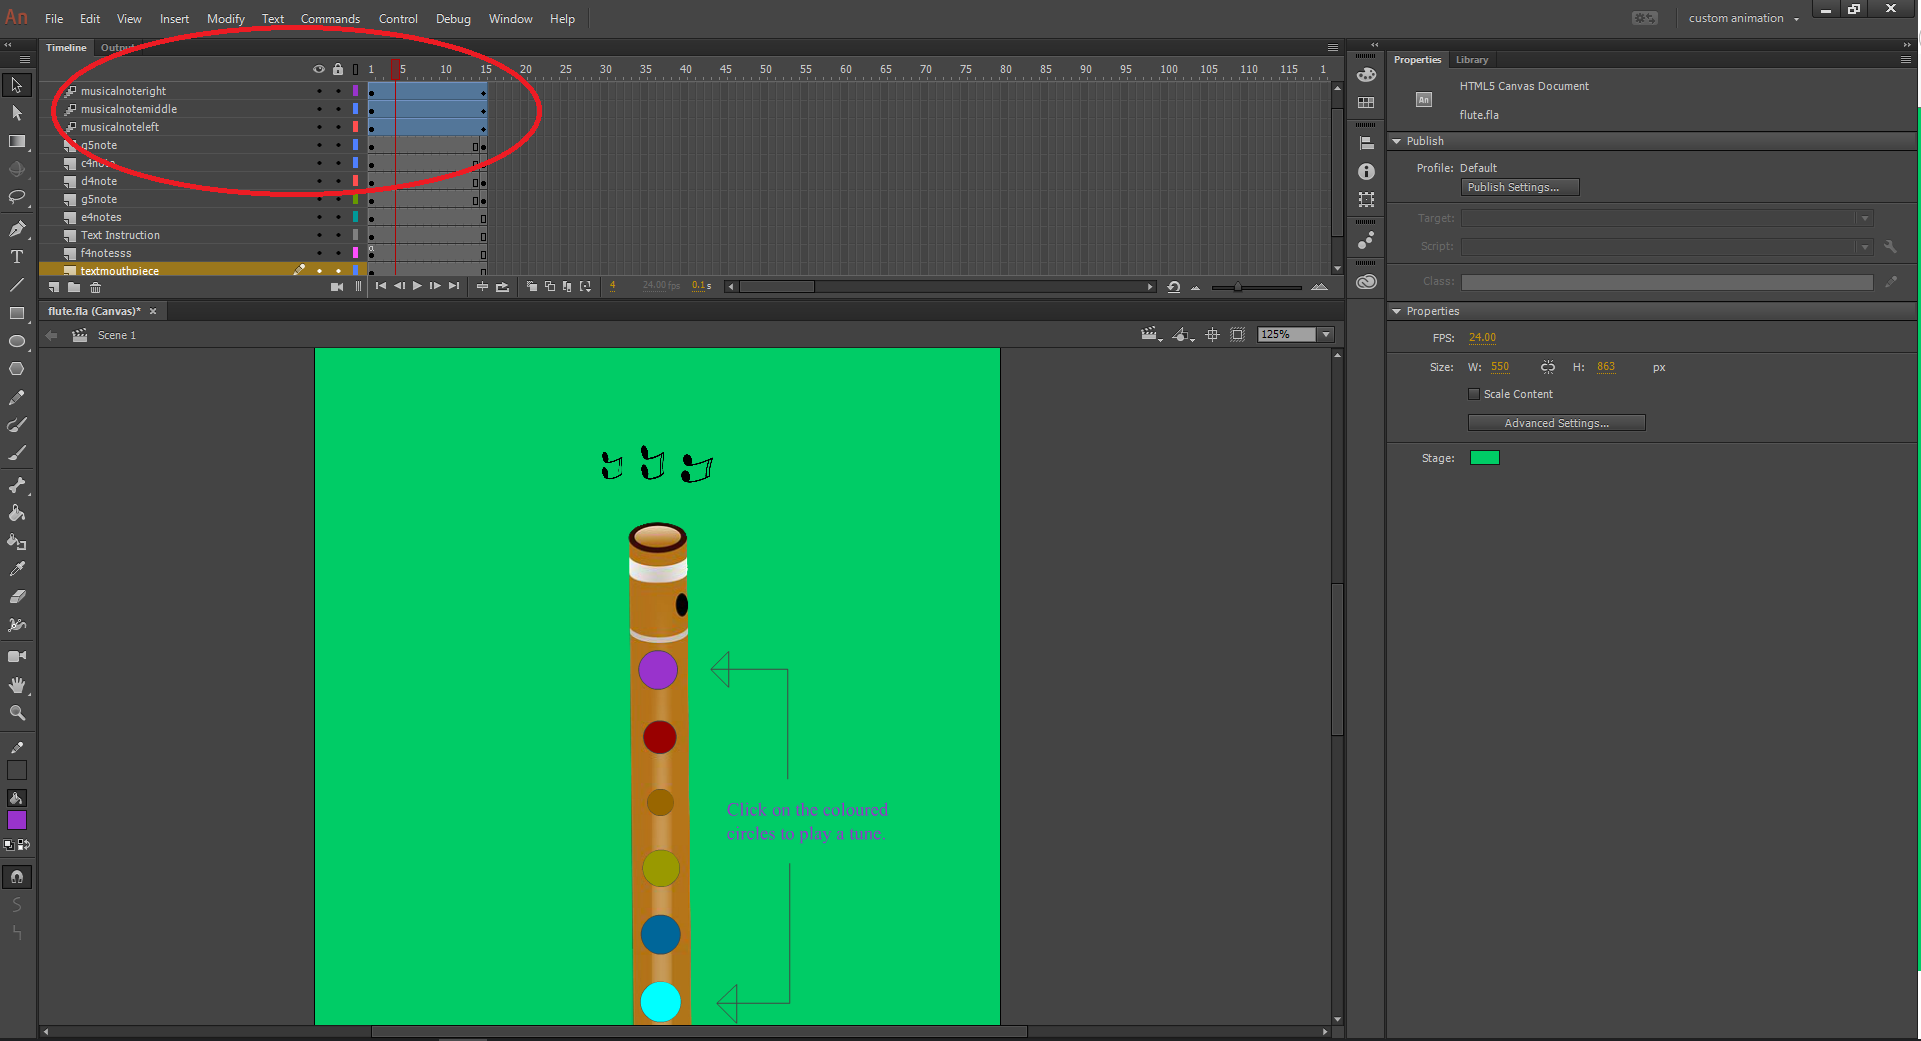 An File Edit View Insert Modify Text Commands Control Debug Window Help custom animation
Timeline Output
1 5 10 15 20 25 30 35 40 45 50 55 60 65 70 75 80 85 90 95 100 105 110 115 1
musicalnoteright
musicalnotemiddle
musicalnoteleft
g5note
c4note
d4note
g5note
e4notes
Text Instruction
f4notesss
textmouthpiece
4 24.00 fps 0.1 s
flute.fla (Canvas)*
Scene 1
125%
Click on the coloured
circles to play a tune.
Properties Library
HTML5 Canvas Document
An
flute.fla
Publish
Profile: Default
Publish Settings...
Target:
Script:
Class:
Properties
FPS: 24.00
Size: W: 550 H: 863 px
Scale Content
Advanced Settings...
Stage: